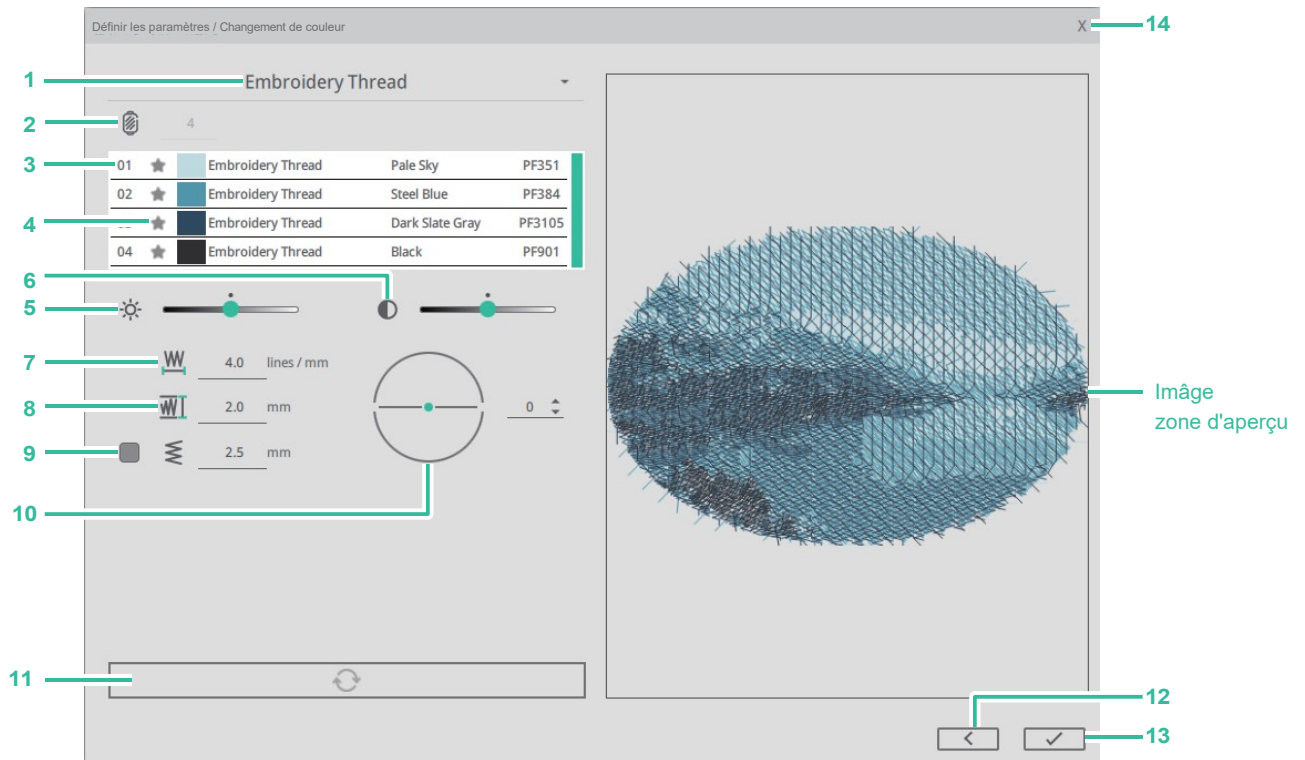 Définir les paramètres / Changement de couleur
X
14
1
Embroidery Thread
2
4
3
01 Embroidery Thread Pale Sky PF351
02 Embroidery Thread Steel Blue PF384
4
Embroidery Thread Dark Slate Gray PF3105
04 Embroidery Thread Black PF901
6
5
7
4.0 lines / mm
8
2.0 mm
0
9
2.5 mm
10
Imâge
zone d'aperçu
11
12
13